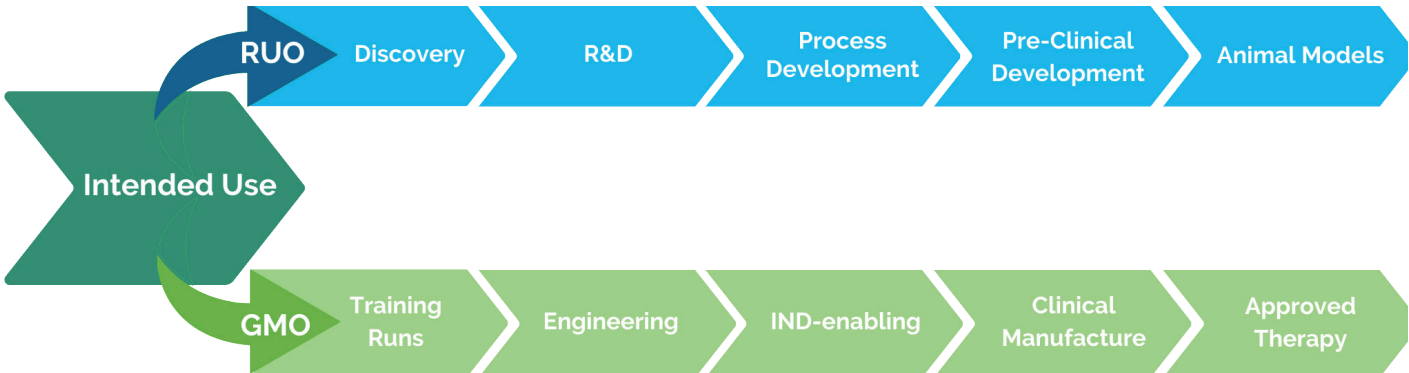 RUO
Discovery
R&D
Process
Development
Pre-Clinical
Development
Animal Models
Intended Use
GMO
Training
Runs
Engineering
IND-enabling
Clinical
Manufacture
Approved
Therapy